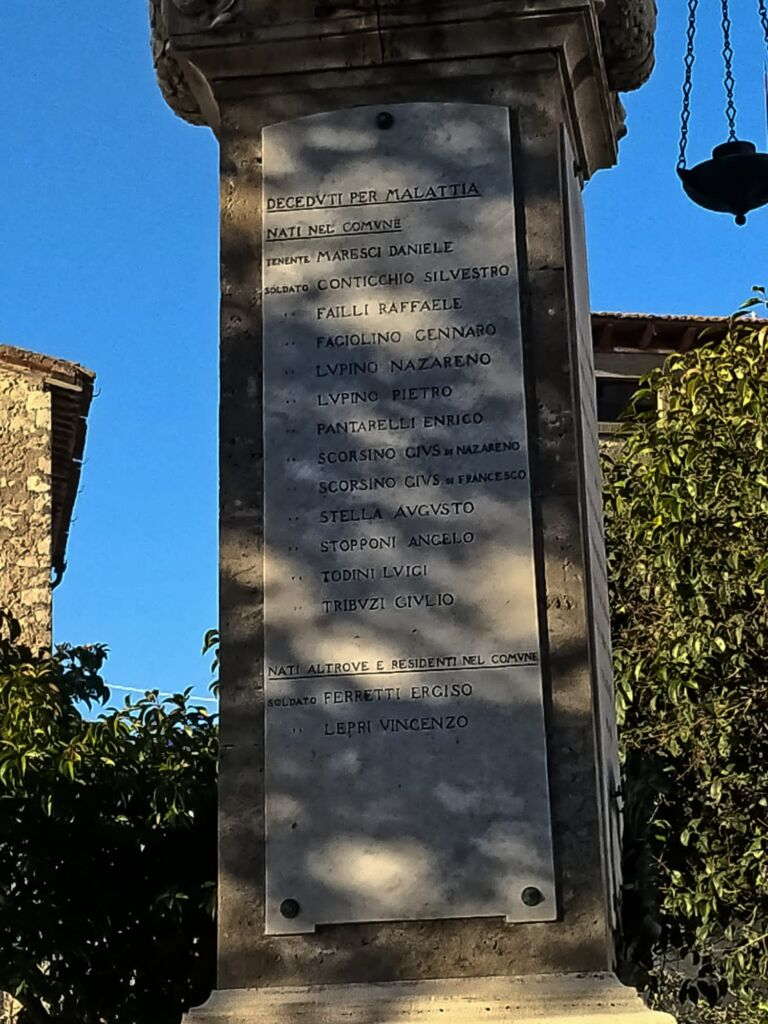 DECEDVTI PER MALATTIA
NATI NEL COMVNE
TENENTE MARESCI DANIELE
SOLDATO CONTICCHIO SILVESTRO
" FAILLI RAFFAELE
" FAGIOLINO GENNARO
" LVPINO NAZARENO
" LVPINO PIETRO
" PANTARELLI ENRICO
" SCORSINO GIVS DI NAZARENO
" SCORSINO GIVS DI FRANCESCO
" STELLA AVGVSTO
" STOPPONI ANGELO
" TODINI LVIGI
" TRIBVZI GIVLIO
NATI ALTROVE E RESIDENTI NEL COMVNE
SOLDATO FERRETTI ERGISO
" LEPRI VINCENZO